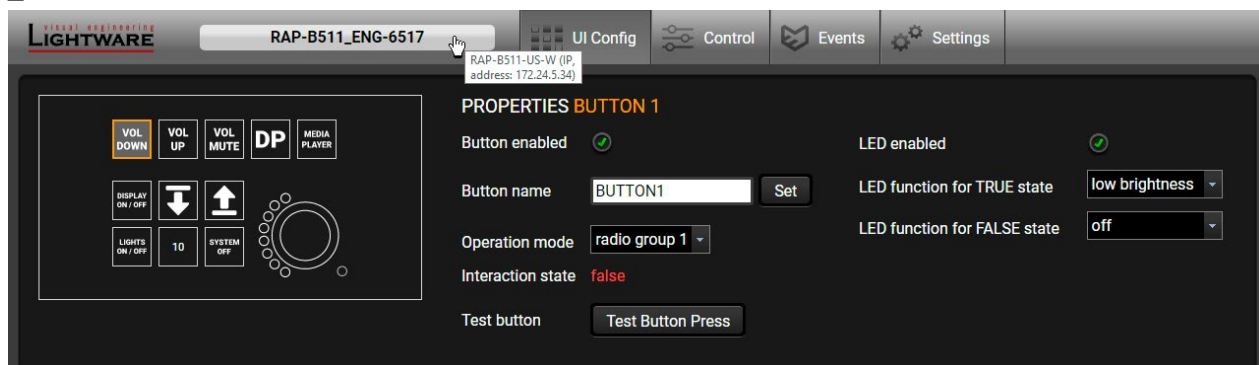 visual engineering
LIGHTWARE
RAP-B511_ENG-6517
UI Config
Control
Events
Settings
RAP-B511-US-W (IP,
address: 172.24.5.34)
VOL
DOWN
VOL
UP
VOL
MUTE
DP
MEDIA
PLAYER
DISPLAY
ON / OFF
LIGHTS
ON / OFF
10
SYSTEM
OFF
PROPERTIES BUTTON 1
Button enabled
Button name BUTTON1 Set
Operation mode radio group 1
Interaction state false
Test button Test Button Press
LED enabled
LED function for TRUE state low brightness
LED function for FALSE state off